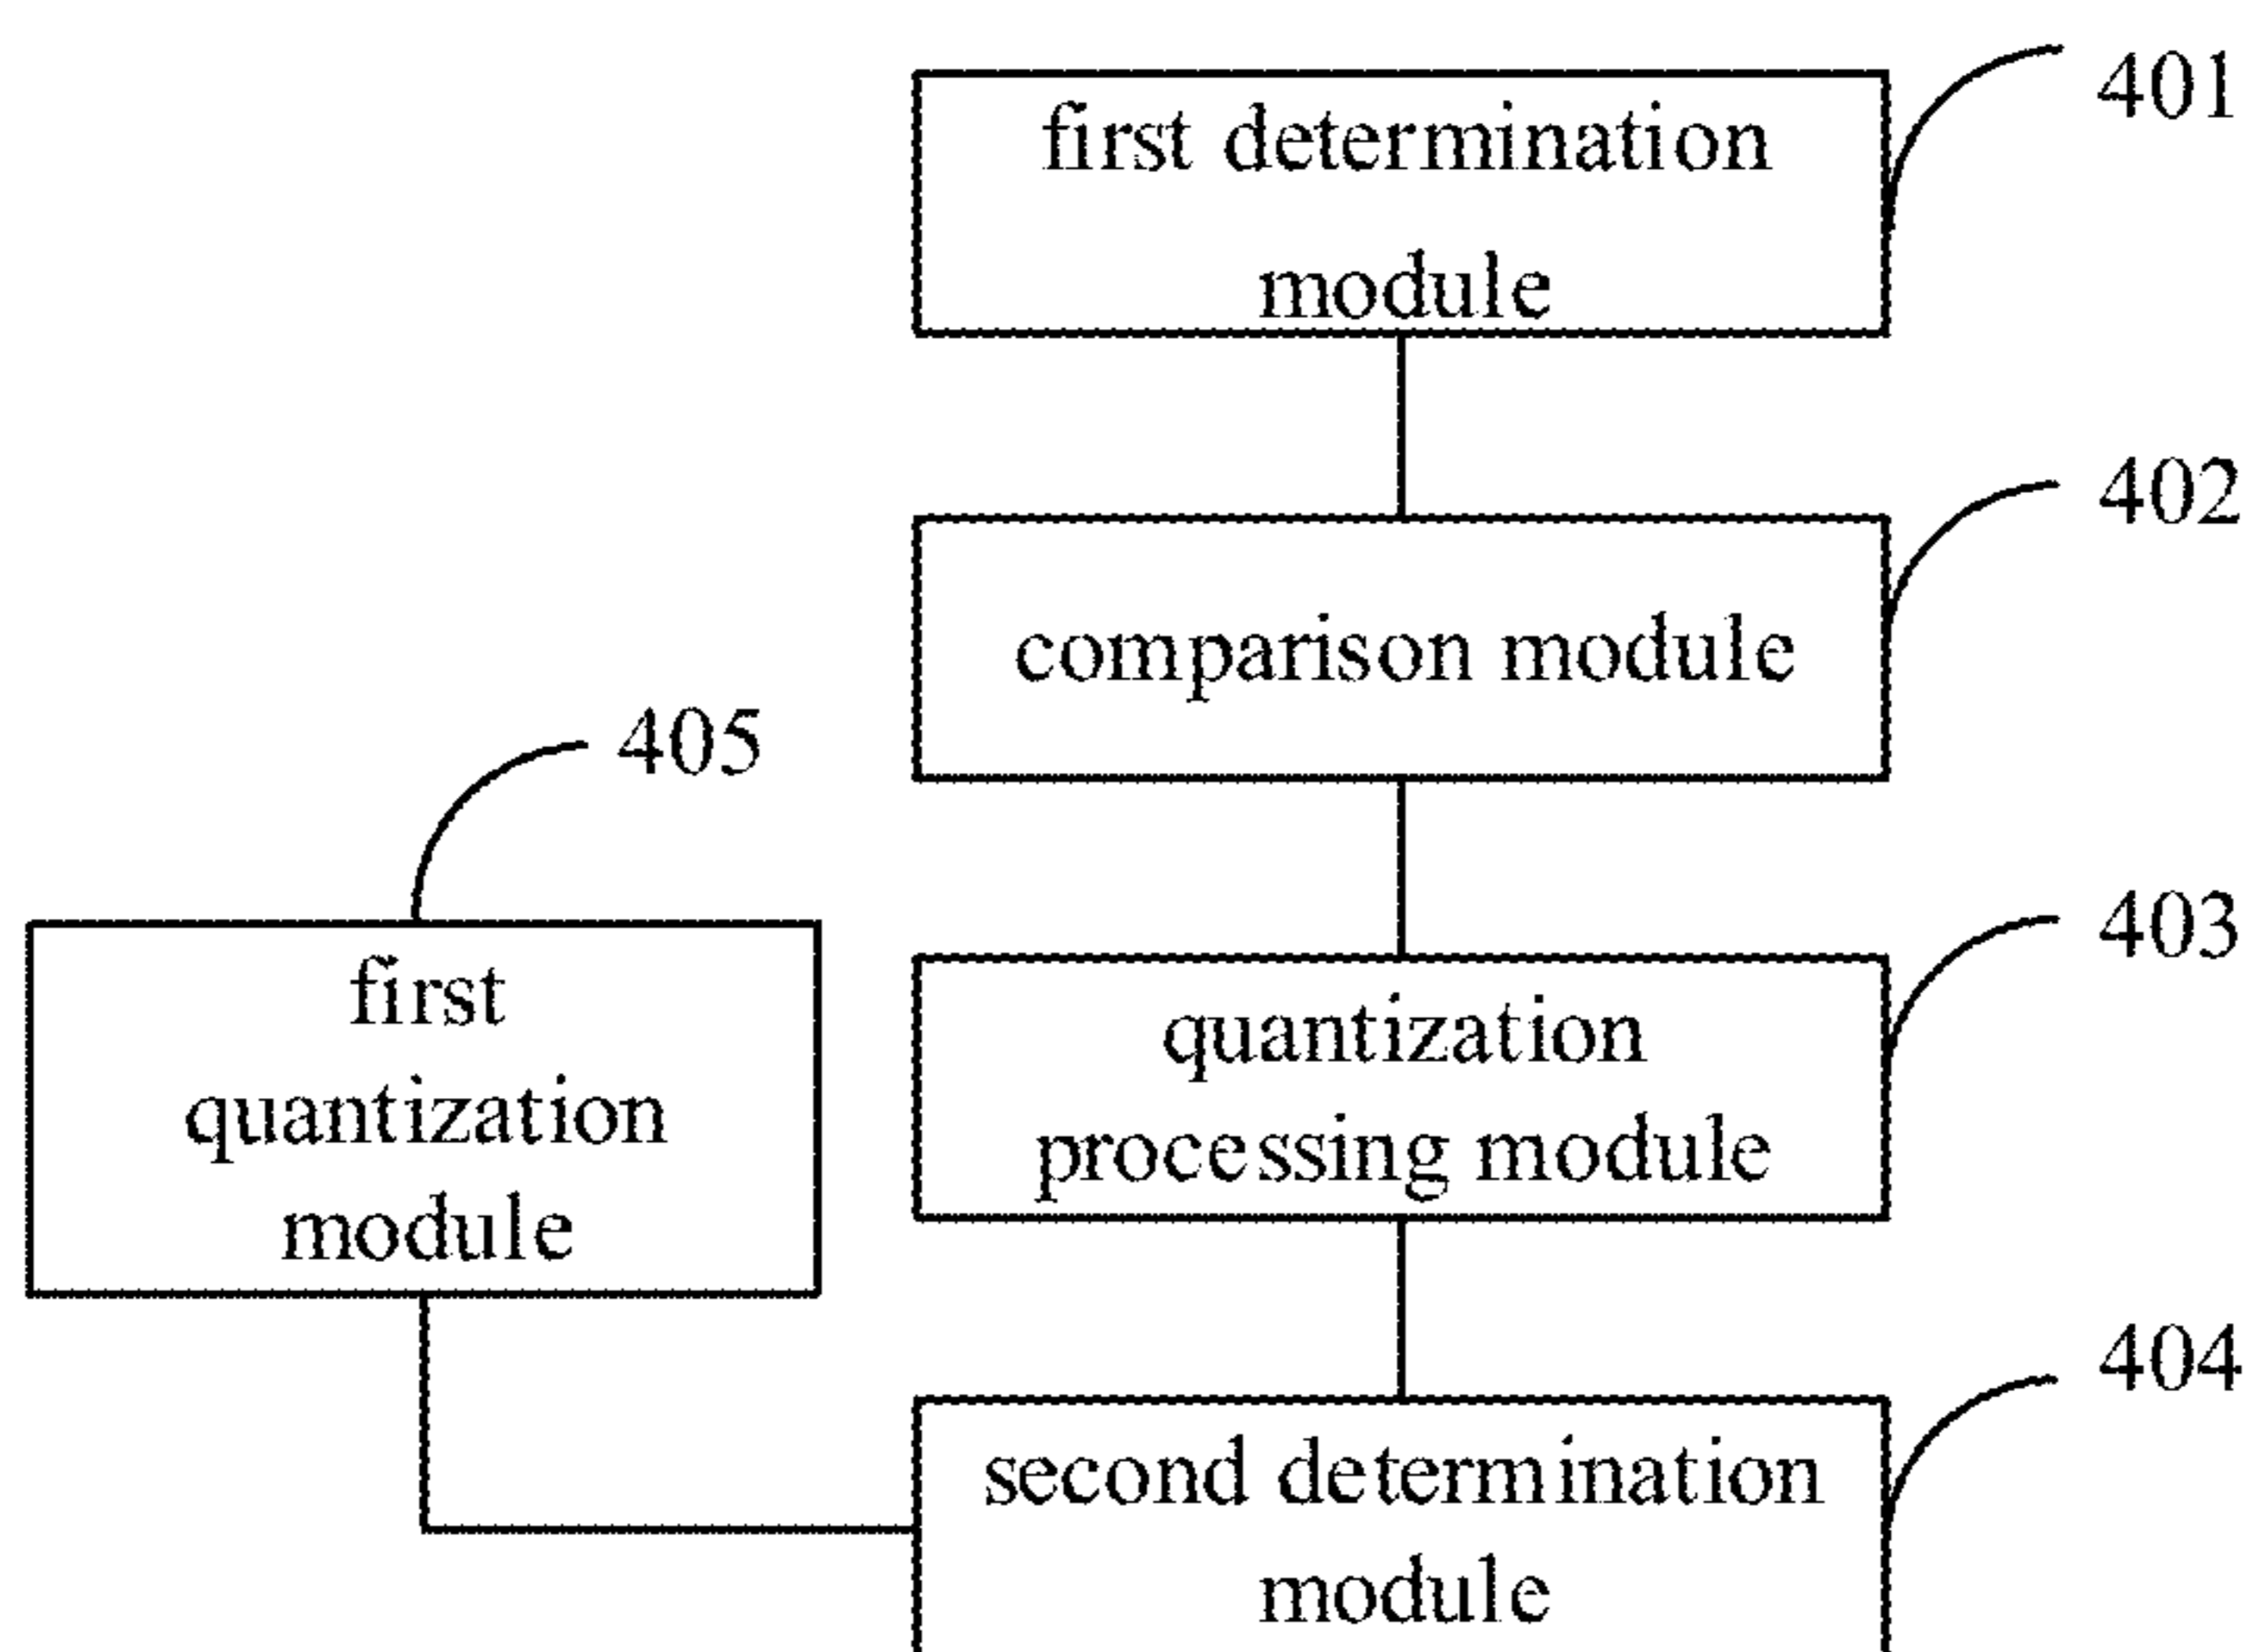 401
first determination
module
402
comparison module
405
403
first
quantization
module
quantization
processing module
404
second determination
module